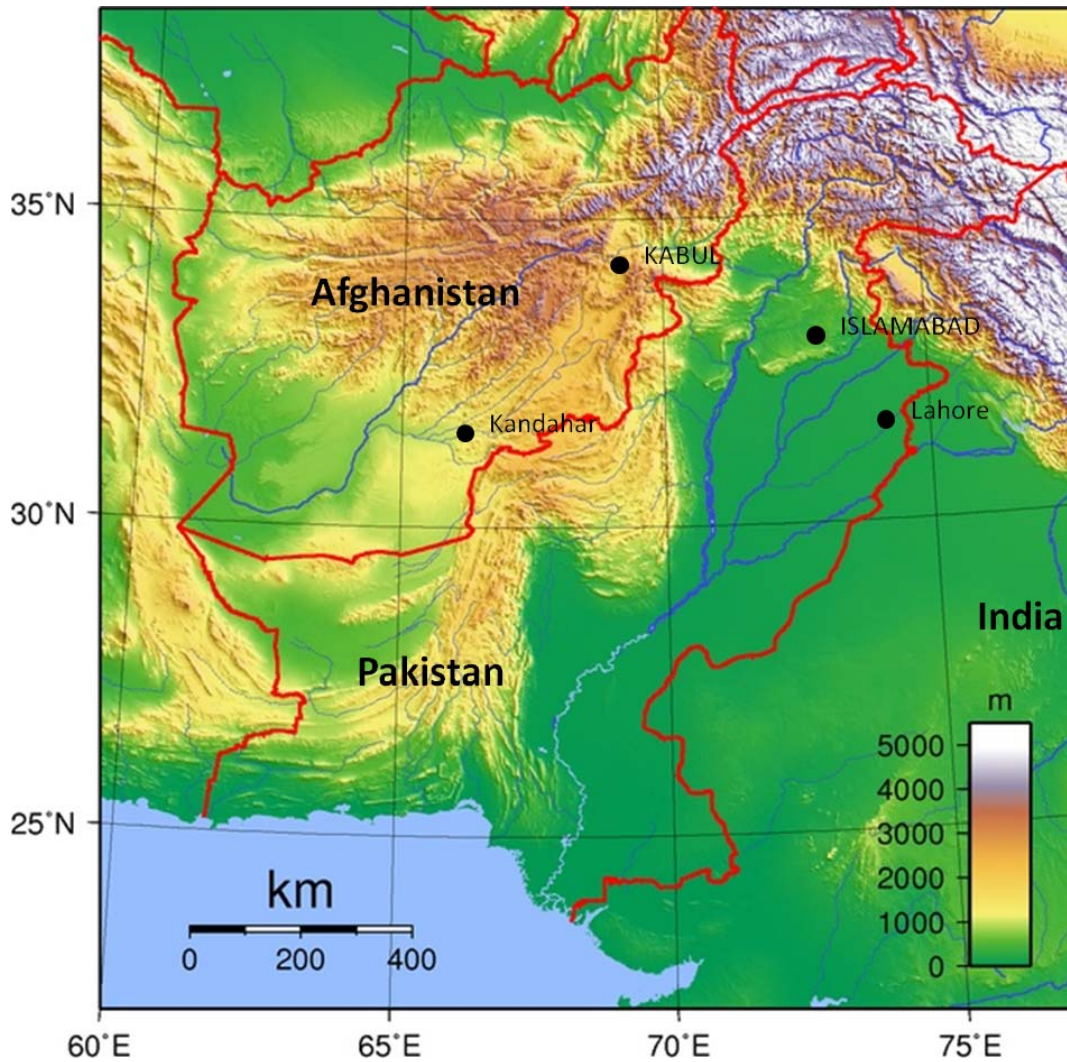 35°N
KABUL
Afghanistan
ISLAMABAD
Lahore
Kandahar
30°N
India
Pakistan
m
5000
4000
3000
2000
1000
0
25°N
km
0 200 400
60°E 65°E 70°E 75°E